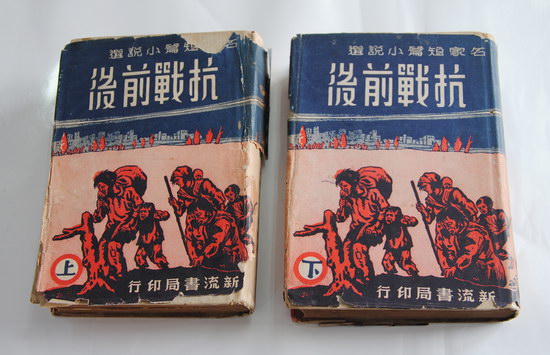 名家短篇小說選
抗戰前後
上
新流書局印行
名家短篇小說選
抗戰前後
下
新流書局印行